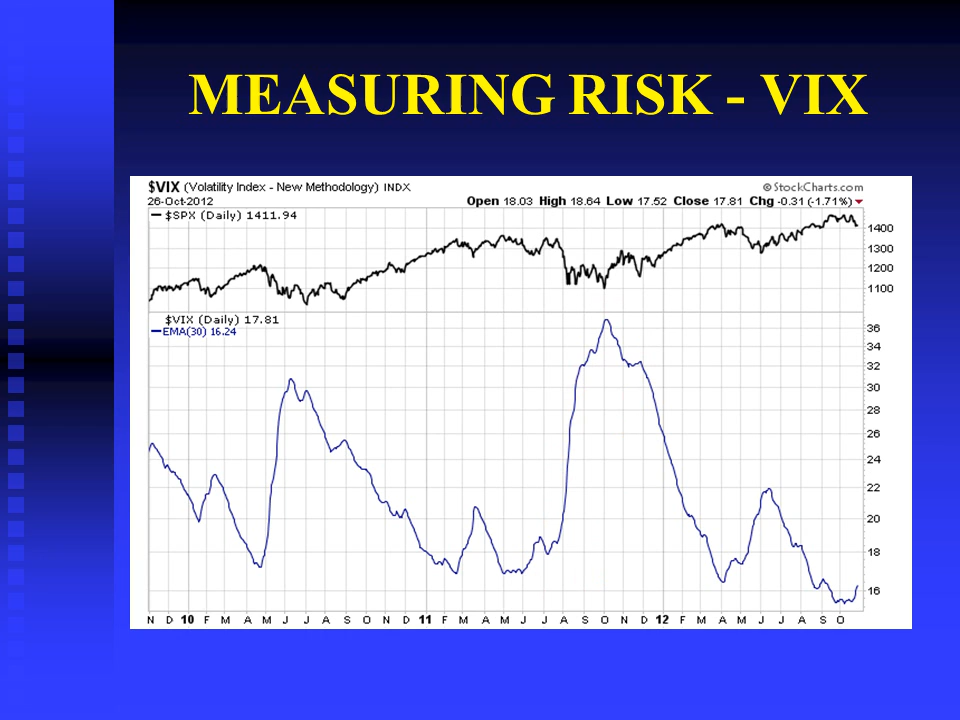 MEASURING RISK - VIX
$VIX (Volatility Index - New Methodology) INDX © StockCharts.com
26-Oct-2012 Open 18.03 High 18.64 Low 17.52 Close 17.81 Chg -0.31 (-1.71%)
$SPX (Daily) 1411.94
1400
1300
1200
1100
$VIX (Daily) 17.81
EMA(30) 16.24
36
34
32
30
28
26
24
22
20
18
16
N D 10 F M A M J J A S O N D 11 M A M J J A S O N D 12 F M A M J J A S O